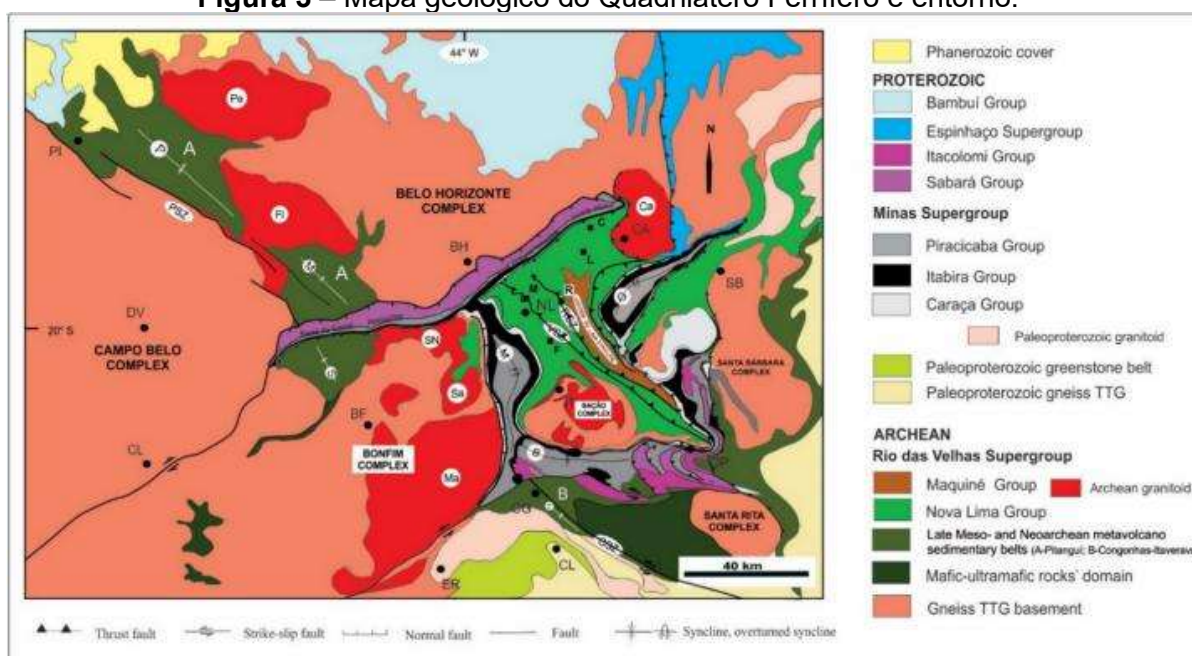 Figura 3 – Mapa geológico do Quadrilátero Ferrífero e entorno.
44° W
Pe
PI
P
A
N
BELO HORIZONTE
COMPLEX
Fl
Ca
CA
PSZ
C
BH
L
A
SB
NL
R
DV
20° S
SN
CAMPO BELO
COMPLEX
M
F
SANTA BÁRBARA
COMPLEX
S
Sa
BAÇÃO
COMPLEX
BF
CL
BONFIM
COMPLEX
Ma
B
SANTA RITA
COMPLEX
CL
ER
40 km
Thrust fault
Strike-slip fault
Normal fault
Fault
Syncline, overturned syncline
Phanerozoic cover
PROTEROZOIC
Bambuí Group
Espinhaço Supergroup
Itacolomi Group
Sabará Group
Minas Supergroup
Piracicaba Group
Itabira Group
Caraça Group
Paleoproterozoic granitoid
Paleoproterozoic greenstone belt
Paleoproterozoic gneiss TTG
ARCHEAN
Rio das Velhas Supergroup
Maquiné Group
Archean granitoid
Nova Lima Group
Late Meso- and Neoarchean metavolcano
sedimentary belts (A-Pitangui; B-Congonhas-Itaverava
Mafic-ultramafic rocks' domain
Gneiss TTG basement